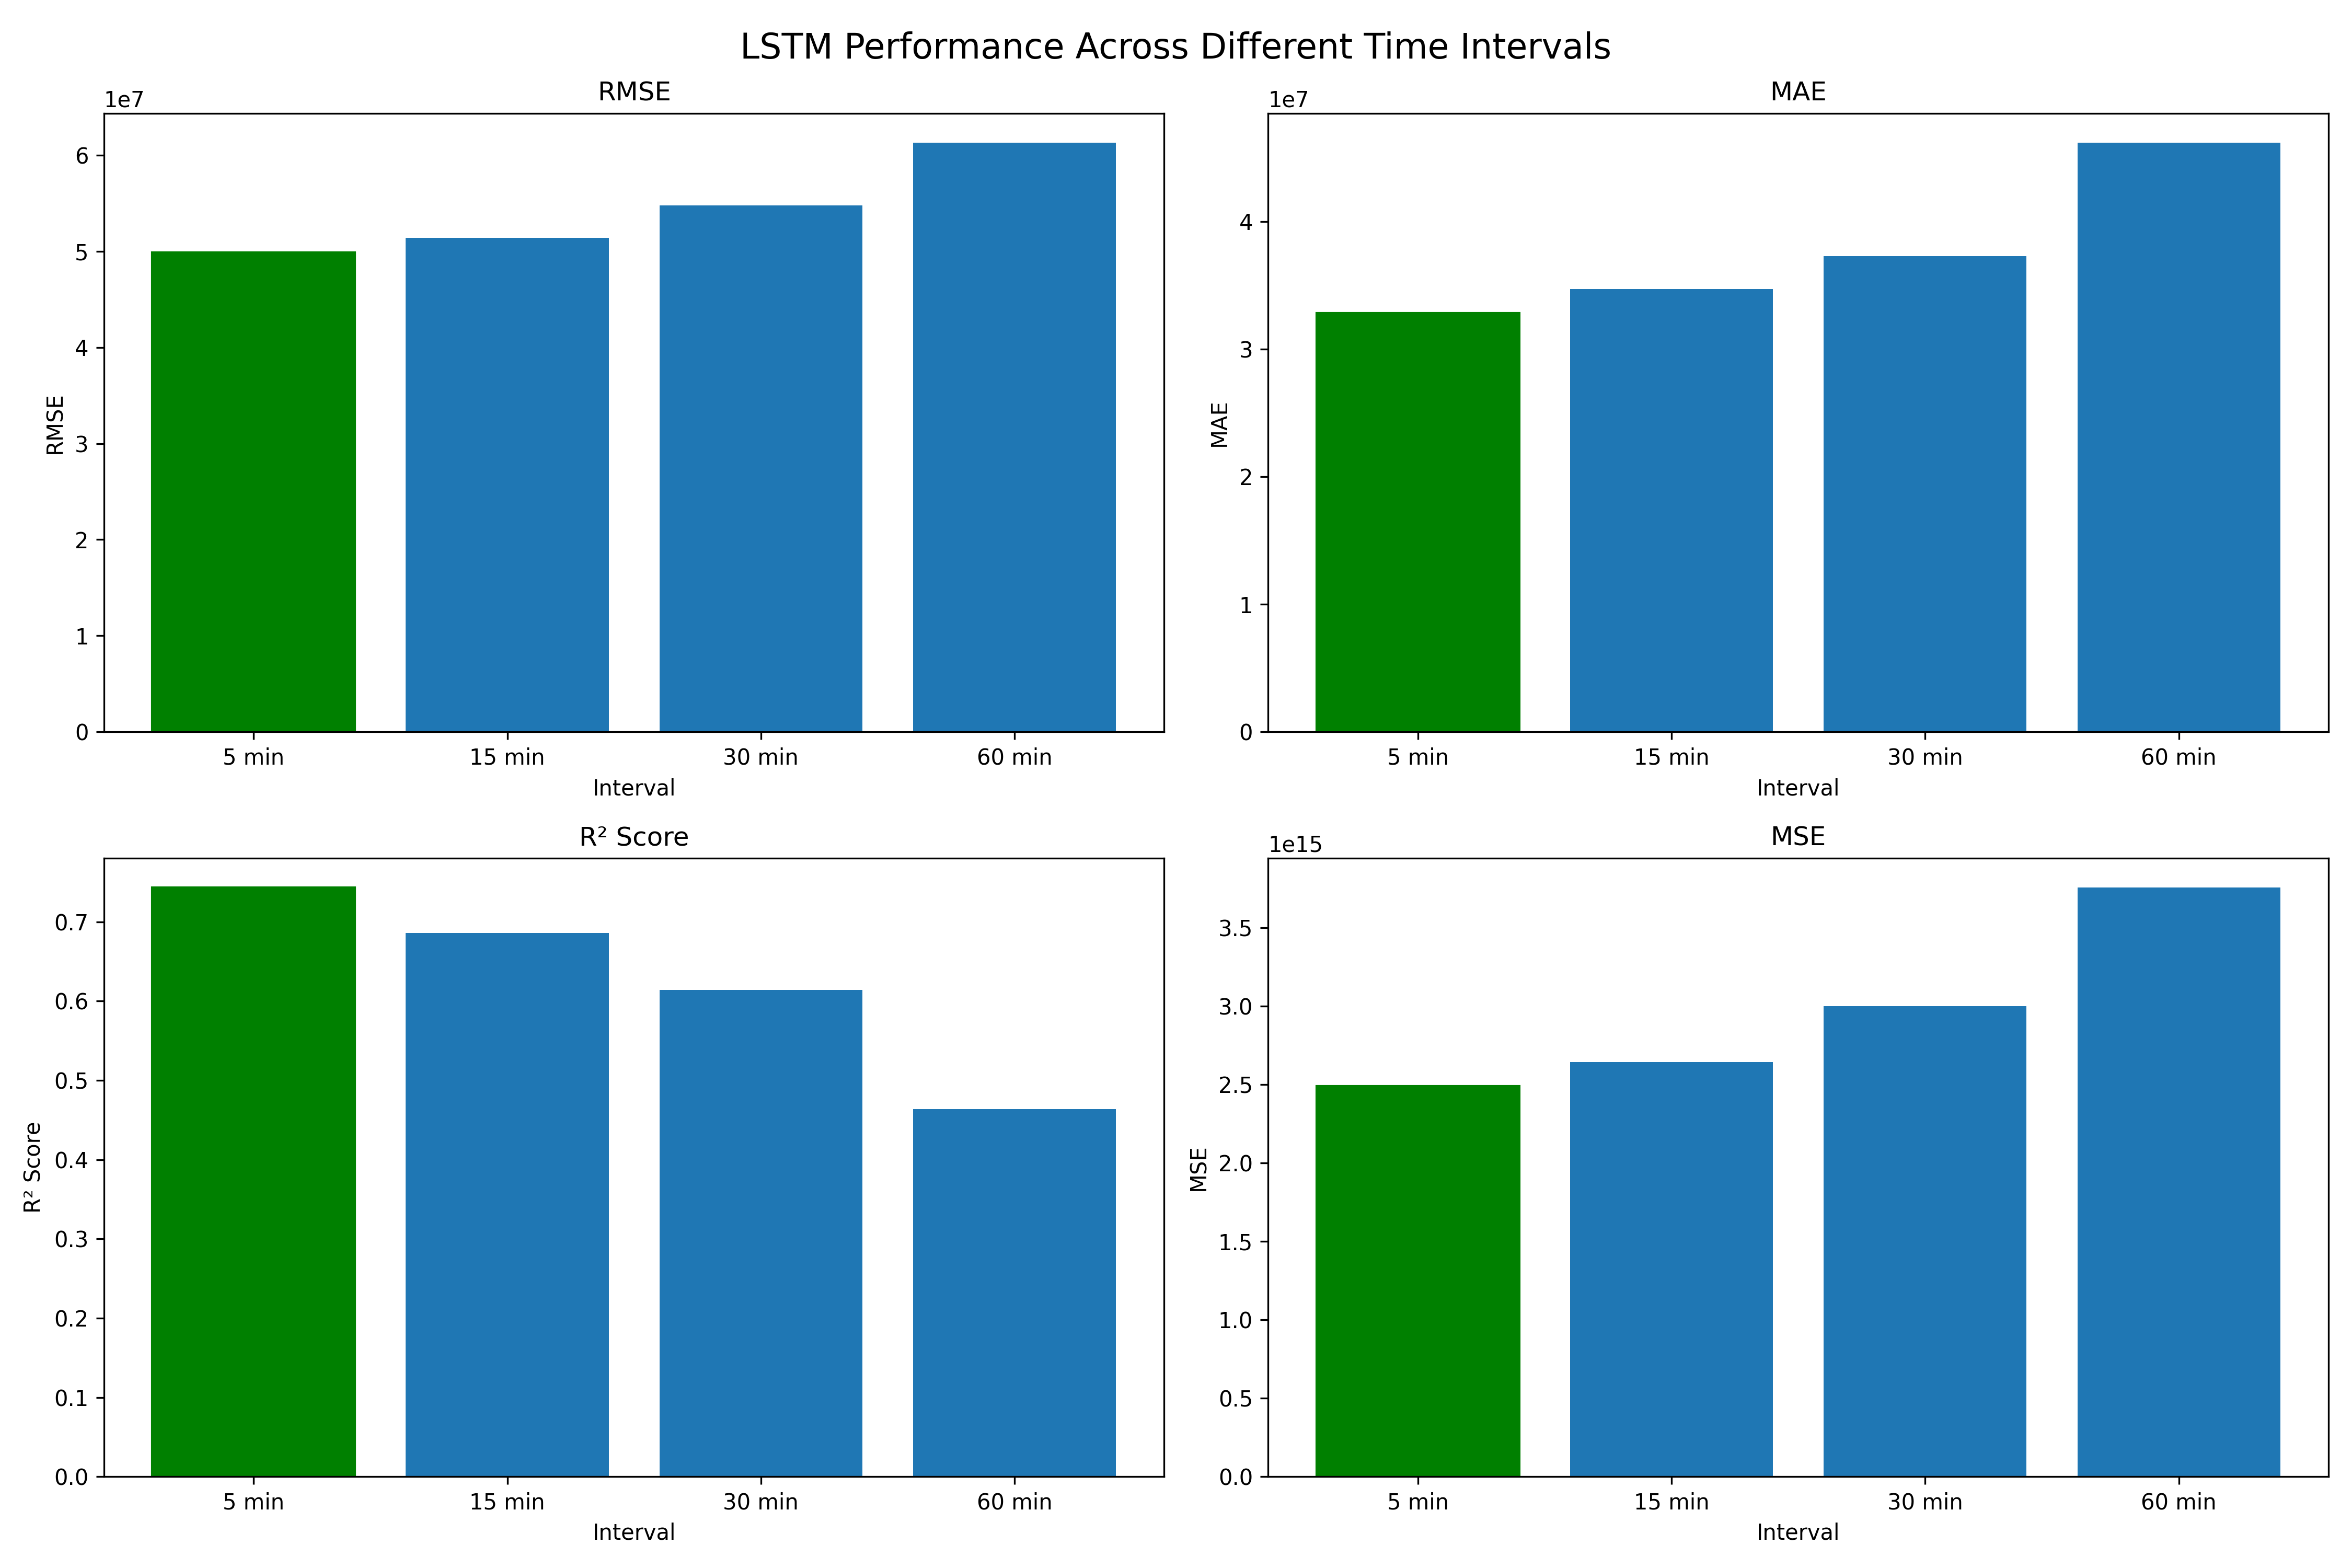 LSTM Performance Across Different Time Intervals
RMSE
1e7
6
5
4
3
2
1
0
RMSE
5 min 15 min 30 min 60 min
Interval
MAE
1e7
4
3
2
1
0
MAE
5 min 15 min 30 min 60 min
Interval
R² Score
0.7
0.6
0.5
0.4
0.3
0.2
0.1
0.0
R² Score
5 min 15 min 30 min 60 min
Interval
MSE
1e15
3.5
3.0
2.5
2.0
1.5
1.0
0.5
0.0
MSE
5 min 15 min 30 min 60 min
Interval